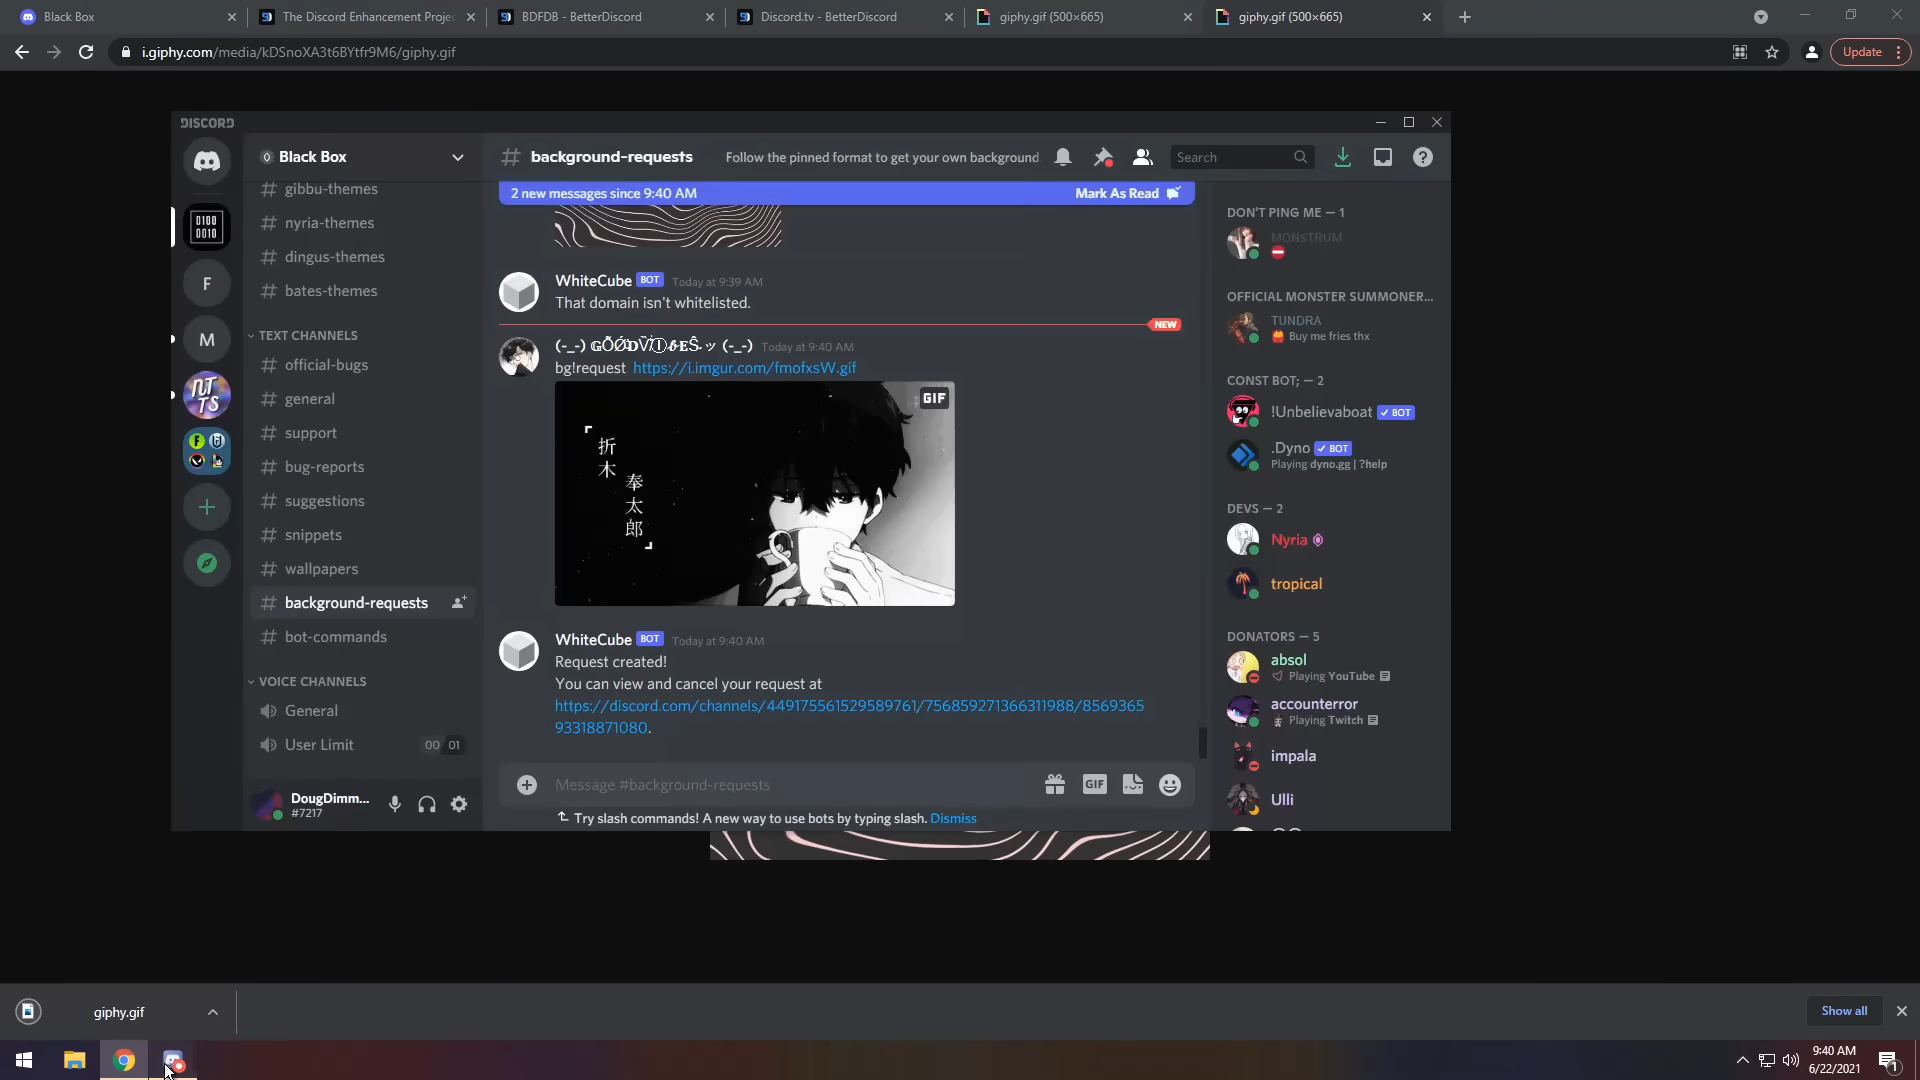 Black Box
The Discord Enhancement Projec
BDFDB - BetterDiscord
Discord.tv - BetterDiscord
giphy.gif (500×665)
giphy.gif (500×665)
i.giphy.com/media/kDSnoXA3t6BYtfr9M6/giphy.gif
Update
DISCORD
Black Box
background-requests
Follow the pinned format to get your own background
Search
gibbu-themes
nyria-themes
dingus-themes
bates-themes
TEXT CHANNELS
official-bugs
general
support
bug-reports
suggestions
snippets
wallpapers
background-requests
bot-commands
VOICE CHANNELS
General
User Limit
00 01
DougDimm...
#7217
0100
0010
F
M
NT
TS
2 new messages since 9:40 AM
Mark As Read
WhiteCube BOT Today at 9:39 AM
That domain isn't whitelisted.
NEW
Today at 9:40 AM
bg!request https://i.imgur.com/fmofxsW.gif
GIF
「折木
奉太郎」
WhiteCube BOT Today at 9:40 AM
Request created!
You can view and cancel your request at
https://discord.com/channels/449175561529589761/756859271366311988/8569365
93318871080.
Message #background-requests
GIF
Try slash commands! A new way to use bots by typing slash. Dismiss
DON'T PING ME — 1
MONSTRUM
OFFICIAL MONSTER SUMMONER...
TUNDRA
Buy me fries thx
CONST BOT; — 2
!Unbelievaboat BOT
.Dyno BOT
Playing dyno.gg | ?help
DEVS — 2
Nyria
tropical
DONATORS — 5
absol
Playing YouTube
accounterror
Playing Twitch
impala
Ulli
giphy.gif
Show all
9:40 AM
6/22/2021
1